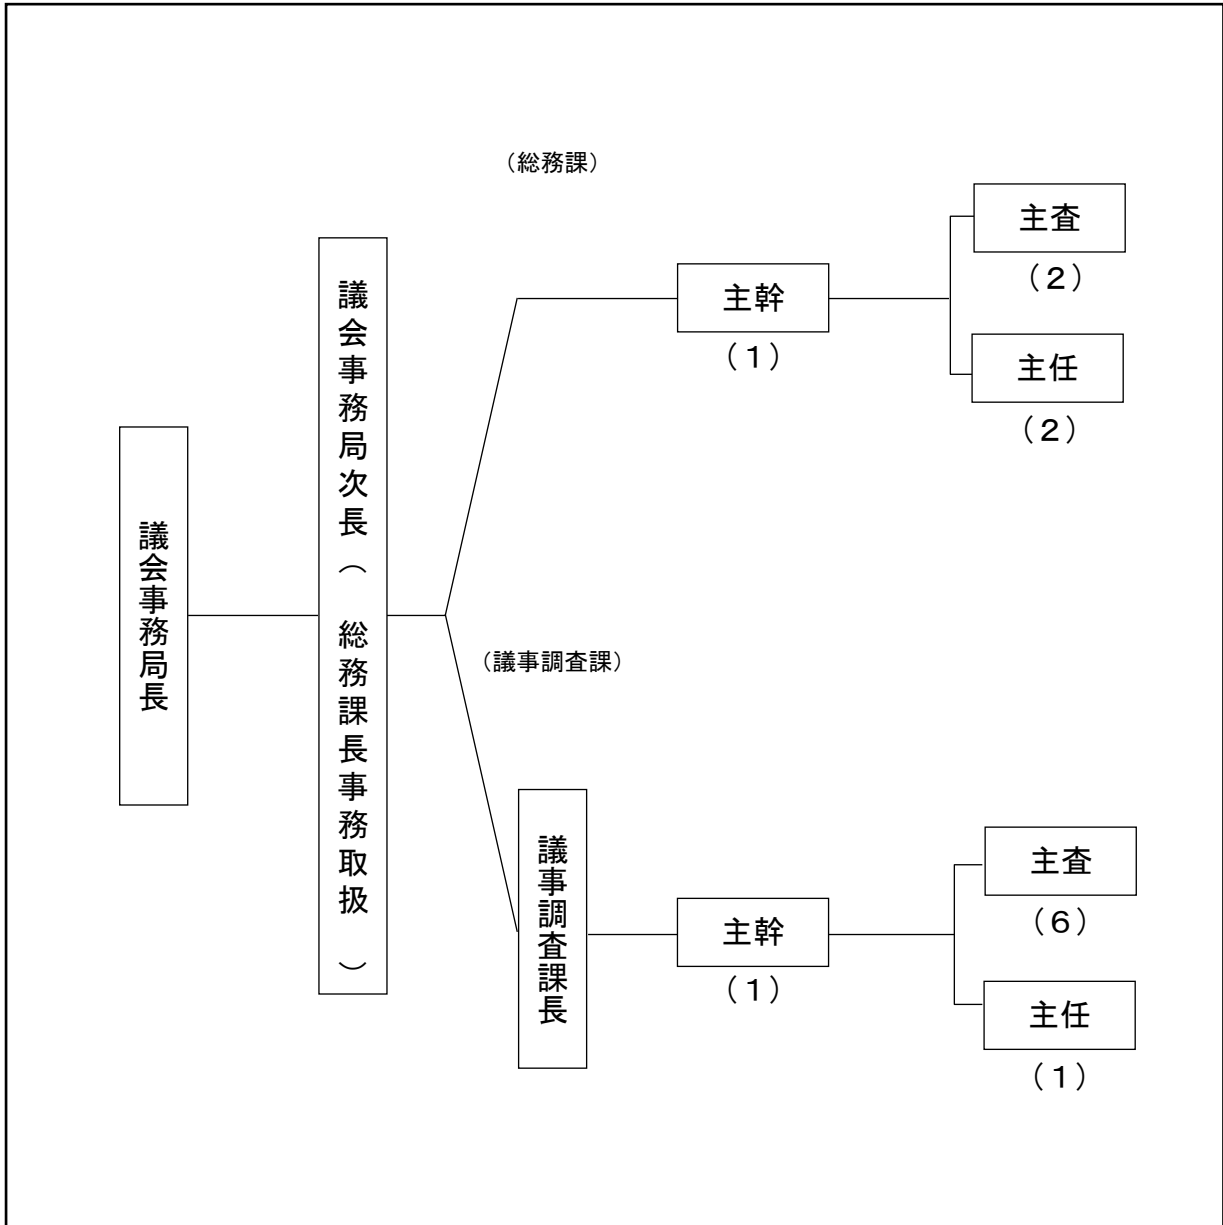 議会事務局長
議会事務局次長（総務課長事務取扱）
（総務課）
主幹
（１）
主査
（２）
主任
（２）
（議事調査課）
議事調査課長
主幹
（１）
主査
（６）
主任
（１）